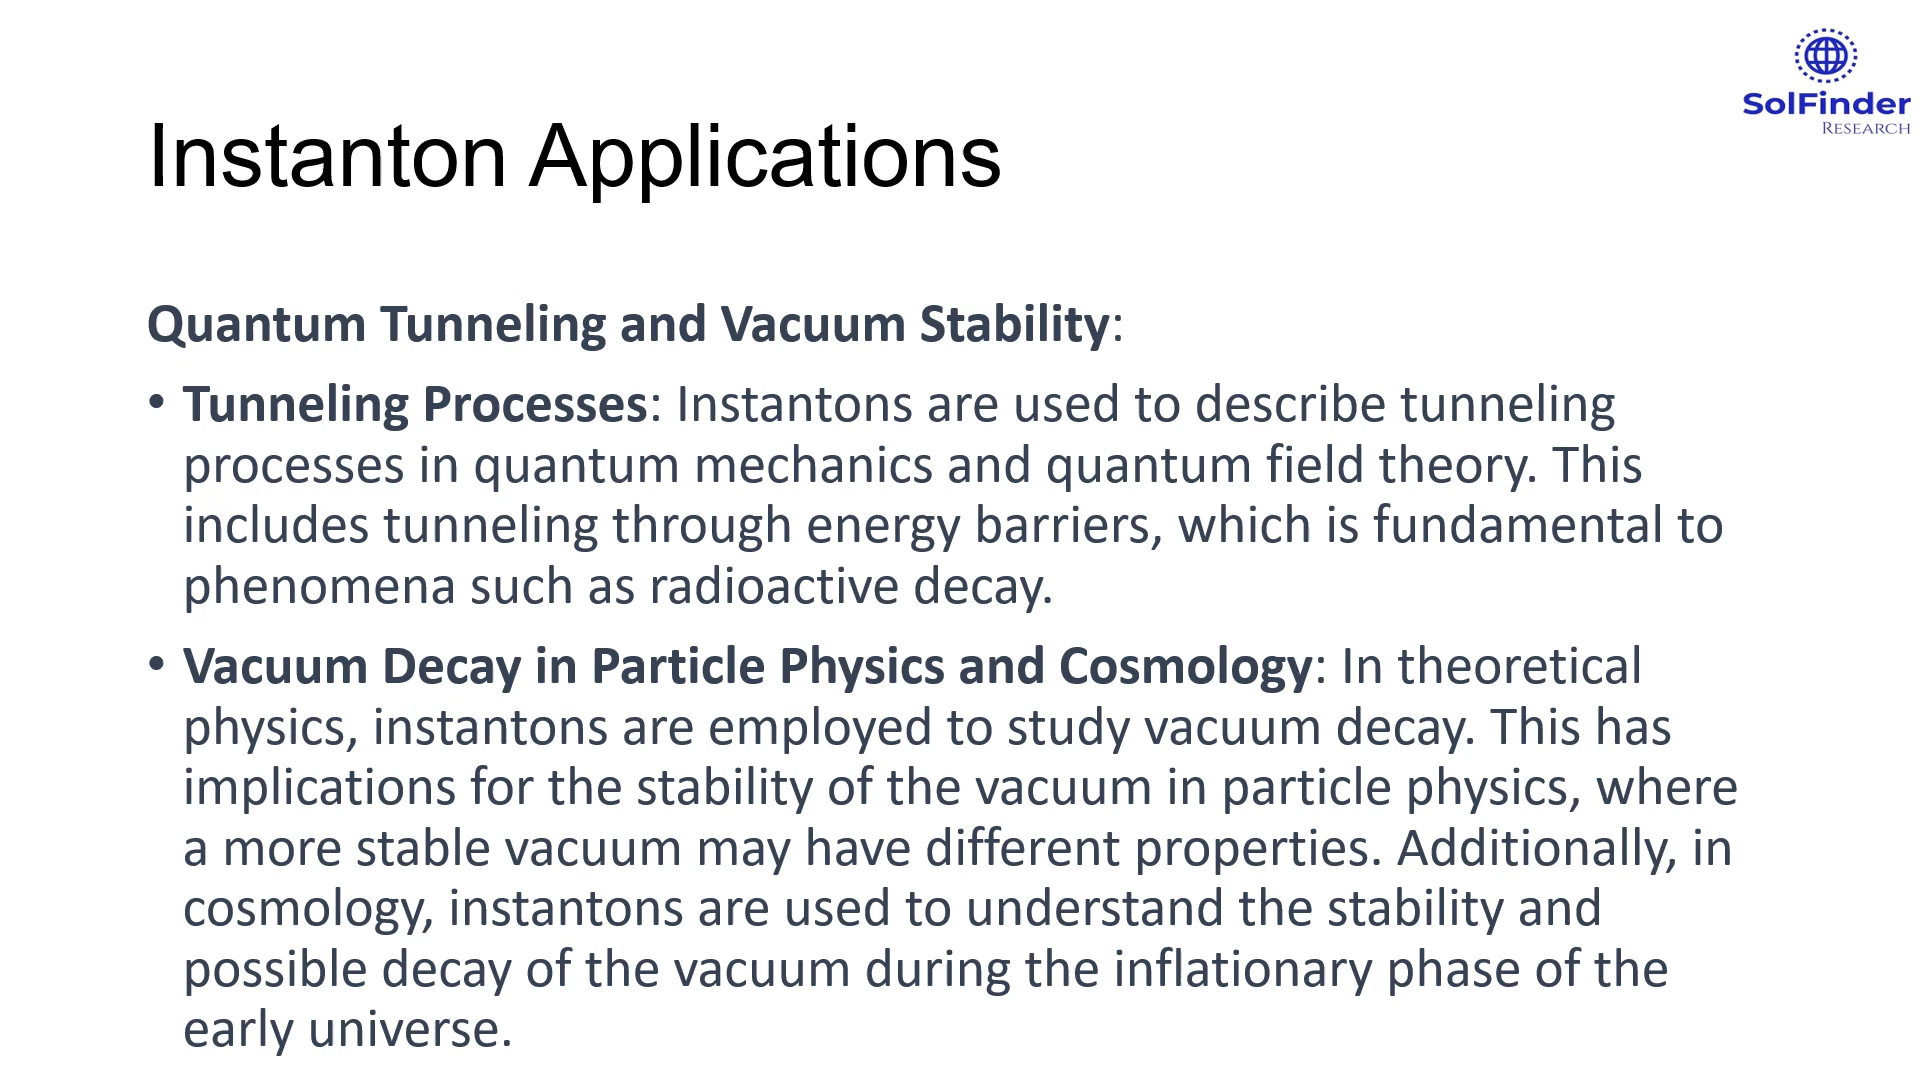 SolFinder
RESEARCH
Instanton Applications
Quantum Tunneling and Vacuum Stability:
• Tunneling Processes: Instantons are used to describe tunneling
processes in quantum mechanics and quantum field theory. This
includes tunneling through energy barriers, which is fundamental to
phenomena such as radioactive decay.
• Vacuum Decay in Particle Physics and Cosmology: In theoretical
physics, instantons are employed to study vacuum decay. This has
implications for the stability of the vacuum in particle physics, where
a more stable vacuum may have different properties. Additionally, in
cosmology, instantons are used to understand the stability and
possible decay of the vacuum during the inflationary phase of the
early universe.